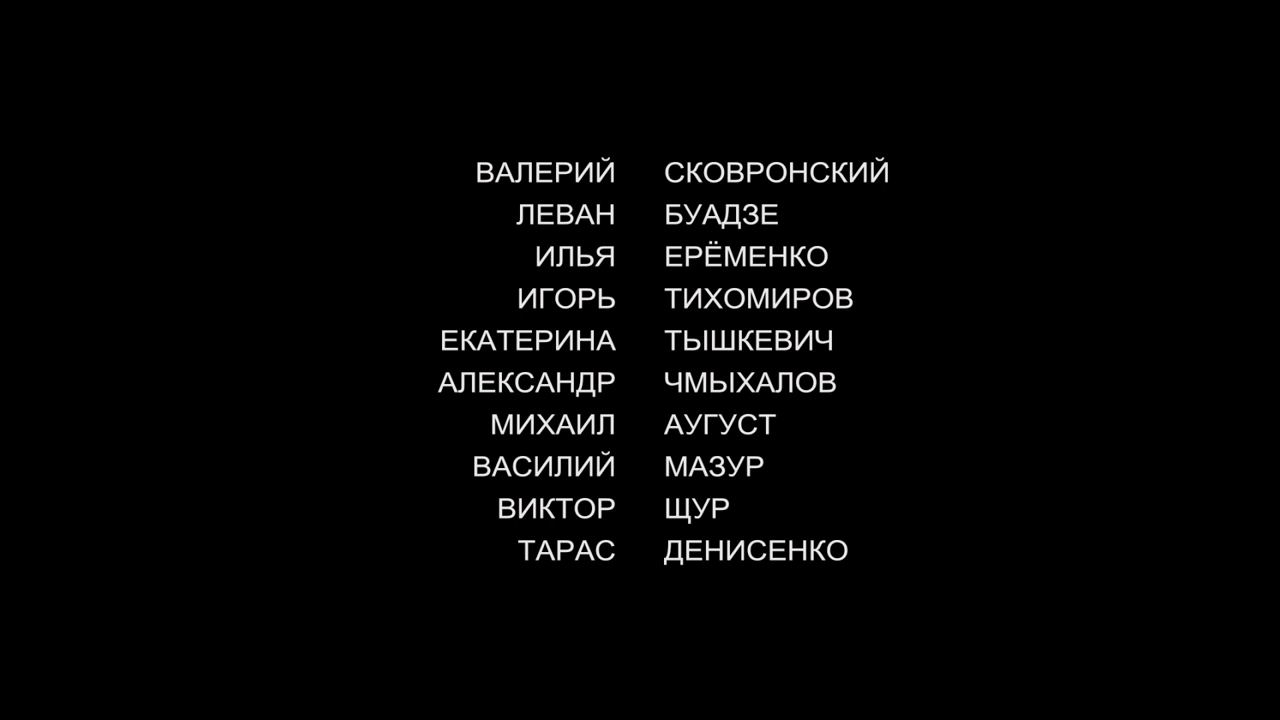 ВАЛЕРИЙ СКОВРОНСКИЙ
ЛЕВАН БУАДЗЕ
ИЛЬЯ ЕРЁМЕНКО
ИГОРЬ ТИХОМИРОВ
ЕКАТЕРИНА ТЫШКЕВИЧ
АЛЕКСАНДР ЧМЫХАЛОВ
МИХАИЛ АУГУСТ
ВАСИЛИЙ МАЗУР
ВИКТОР ЩУР
ТАРАС ДЕНИСЕНКО